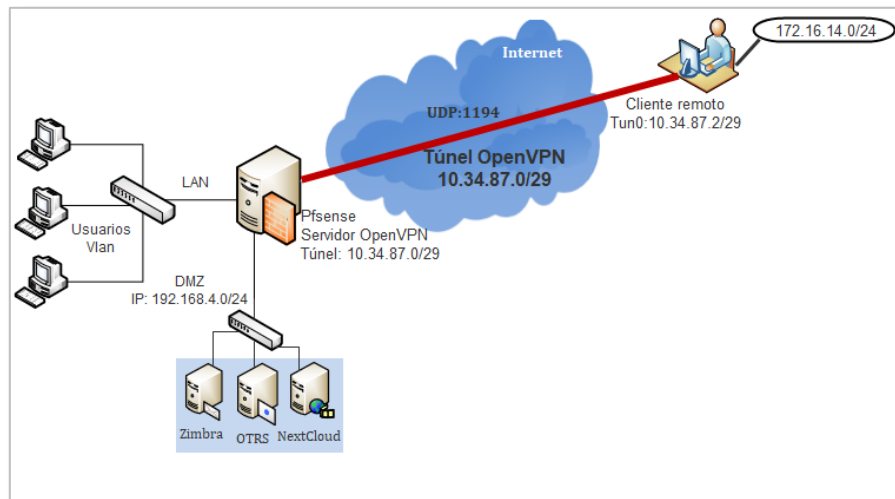 172.16.14.0/24
Internet
Cliente remoto
Tun0:10.34.87.2/29
UDP:1194
Túnel OpenVPN
10.34.87.0/29
LAN
Usuarios
Vlan
Pfsense
Servidor OpenVPN
Túnel: 10.34.87.0/29
DMZ
IP: 192.168.4.0/24
Zimbra
OTRS
NextCloud